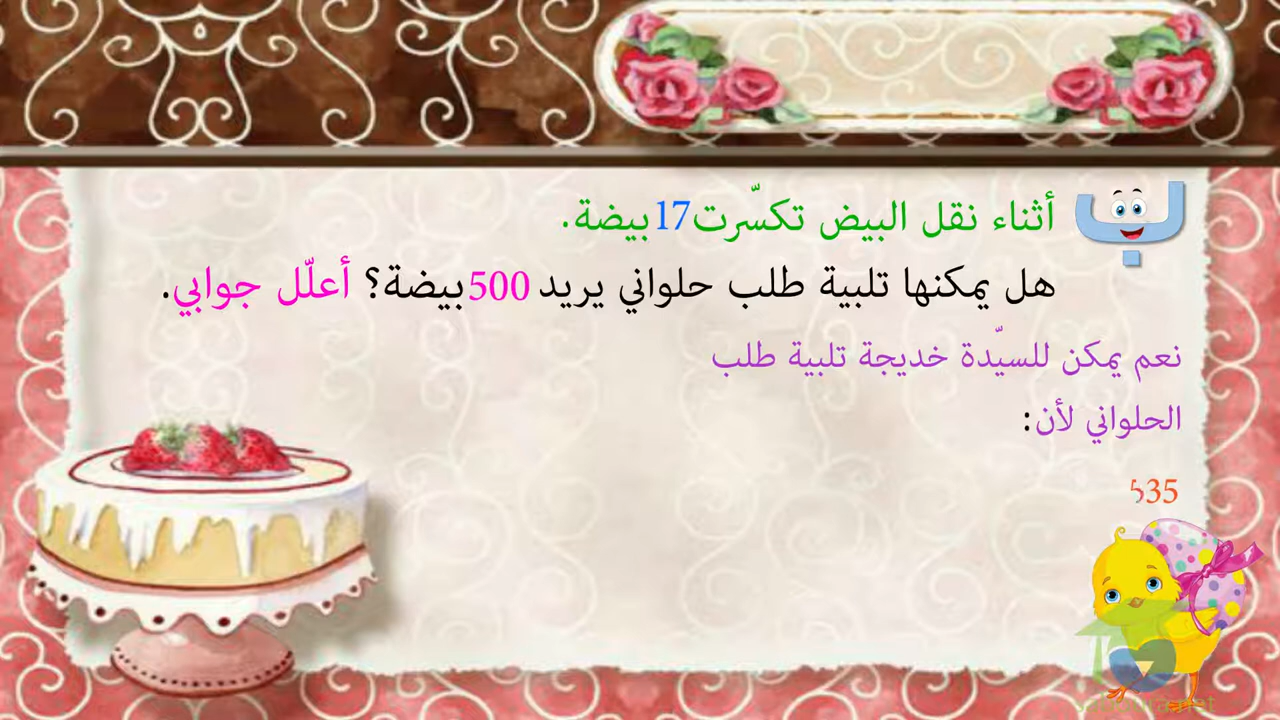 ب
أثناء نقل البيض تكسّرت 17 بيضة.
هل يمكنها تلبية طلب حلواني يريد 500 بيضة؟ أعلّل جوابي.
نعم يمكن للسيّدة خديجة تلبية طلب
الحلواني لأن:
535